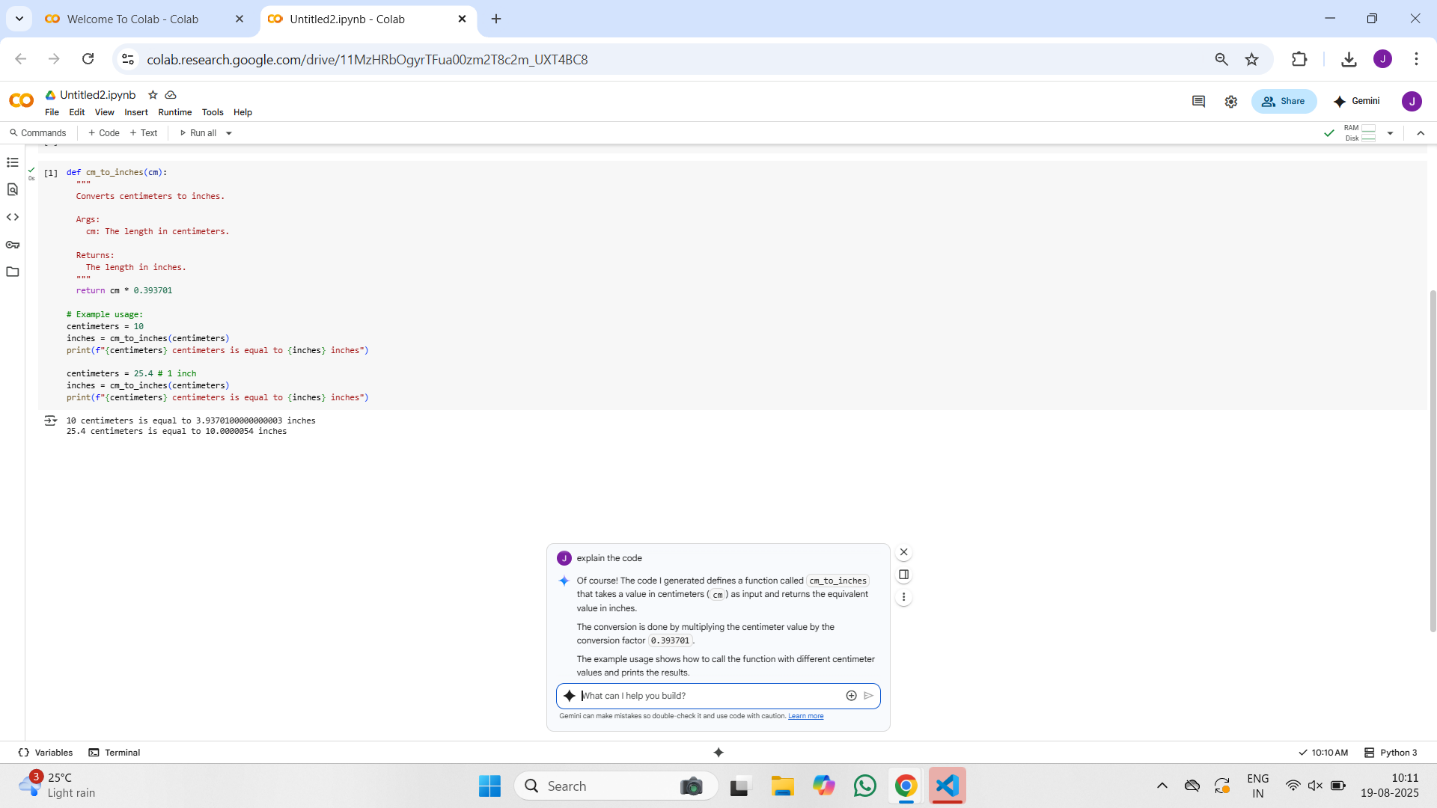 Welcome To Colab - Colab
Untitled2.ipynb - Colab
colab.research.google.com/drive/11MzHRbOgyrTFua00zm2T8c2m_UXT4BC8
J
Untitled2.ipynb
File Edit View Insert Runtime Tools Help
Share
Gemini
J
Commands + Code + Text Run all
RAM
Disk
[1]
0s
def cm_to_inches(cm):
"""
Converts centimeters to inches.
Args:
cm: The length in centimeters.
Returns:
The length in inches.
"""
return cm * 0.393701
# Example usage:
centimeters = 10
inches = cm_to_inches(centimeters)
print(f"{centimeters} centimeters is equal to {inches} inches")
centimeters = 25.4 # 1 inch
inches = cm_to_inches(centimeters)
print(f"{centimeters} centimeters is equal to {inches} inches")
10 centimeters is equal to 3.9370100000000003 inches
25.4 centimeters is equal to 10.0000054 inches
J explain the code
Of course! The code I generated defines a function called cm_to_inches
that takes a value in centimeters ( cm ) as input and returns the equivalent
value in inches.
The conversion is done by multiplying the centimeter value by the
conversion factor 0.393701 .
The example usage shows how to call the function with different centimeter
values and prints the results.
What can I help you build?
Gemini can make mistakes so double-check it and use code with caution. Learn more
Variables Terminal
10:10 AM Python 3
3
25°C
Light rain
Search
ENG
IN
10:11
19-08-2025